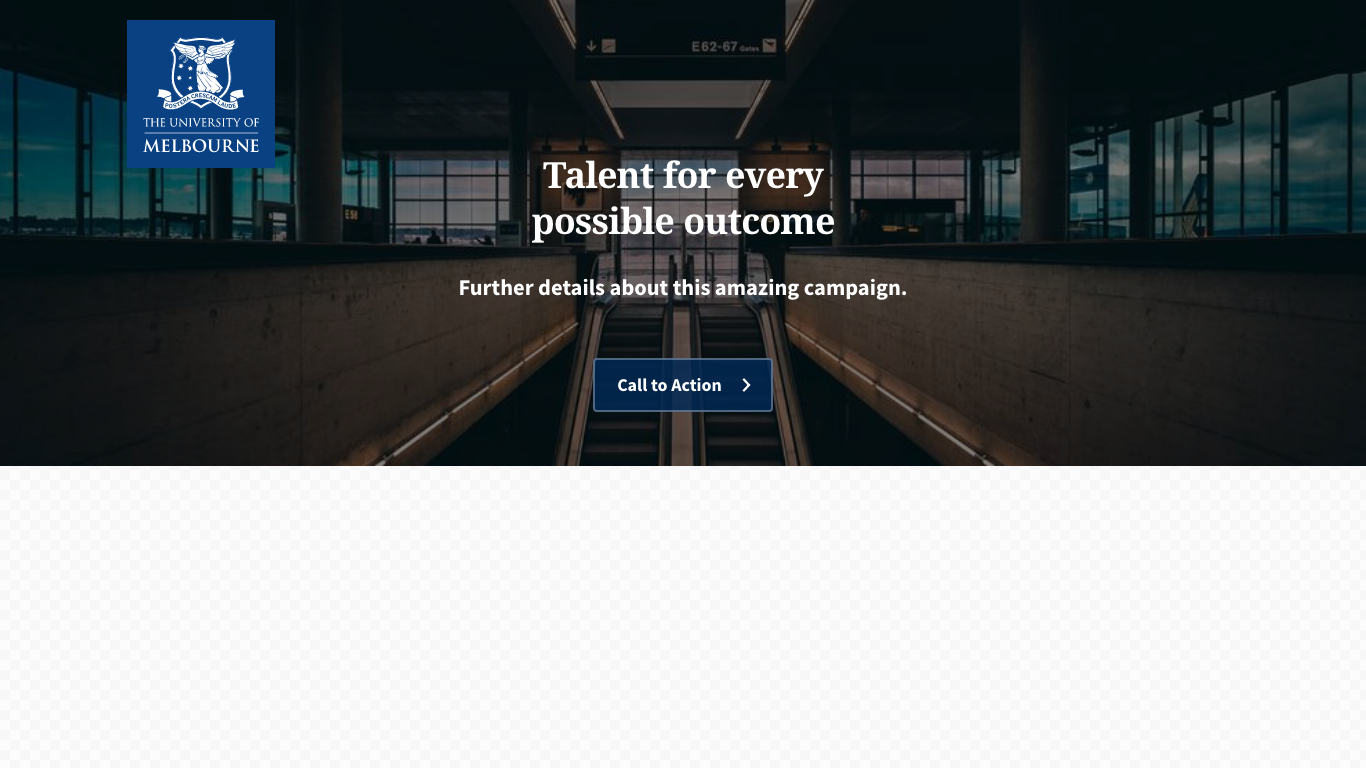 E62-67 Gates
POSTERA CRESCAM LAUDE
THE UNIVERSITY OF
MELBOURNE
Talent for every
possible outcome
E56
Further details about this amazing campaign.
Call to Action